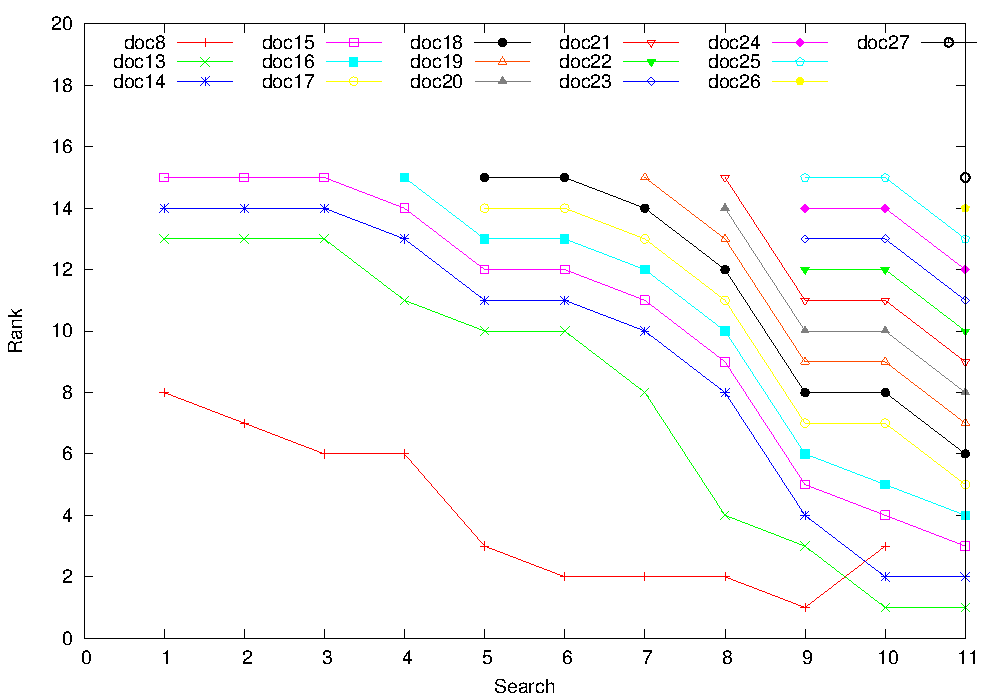 20
doc8 doc15 doc18 doc21 doc24 doc27
doc13 doc16 doc19 doc22 doc25
doc14 doc17 doc20 doc23 doc26
18
16
14
12
10
8
6
4
2
0
Rank
0 1 2 3 4 5 6 7 8 9 10 11
Search